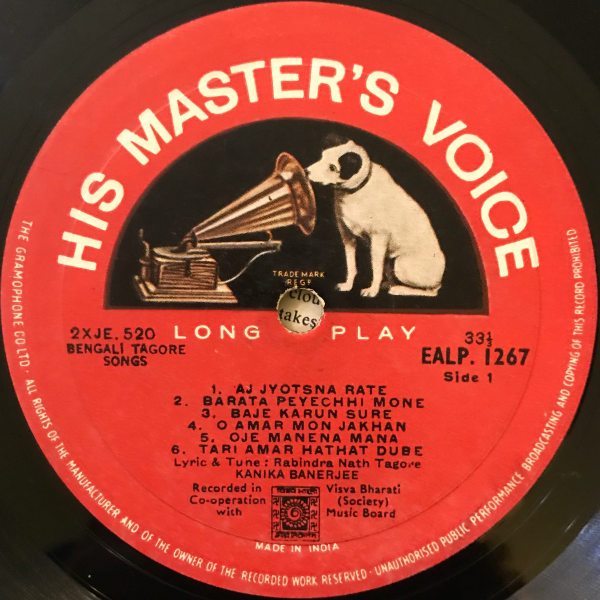 HIS MASTER'S VOICE
TRADE MARK
REGD
clou
takes
2XJE. 520
BENGALI TAGORE
SONGS
LONG PLAY
33⅓
EALP. 1267
Side 1
1. AJ JYOTSNA RATE
2. BARATA PEYECHHI MONE
3. BAJE KARUN SURE
4. O AMAR MON JAKHAN
5. OJE MANENA MANA
6. TARI AMAR HATHAT DUBE
Lyric & Tune : Rabindra Nath Tagore
KANIKA BANERJEE
Recorded in Visva Bharati
Co-operation (Society)
with Music Board
MADE IN INDIA
THE GRAMOPHONE CO LTD · ALL RIGHTS OF THE MANUFACTURER AND OF THE OWNER OF THE RECORDED WORK RESERVED · UNAUTHORISED PUBLIC PERFORMANCE BROADCASTING AND COPYING OF THIS RECORD PROHIBITED